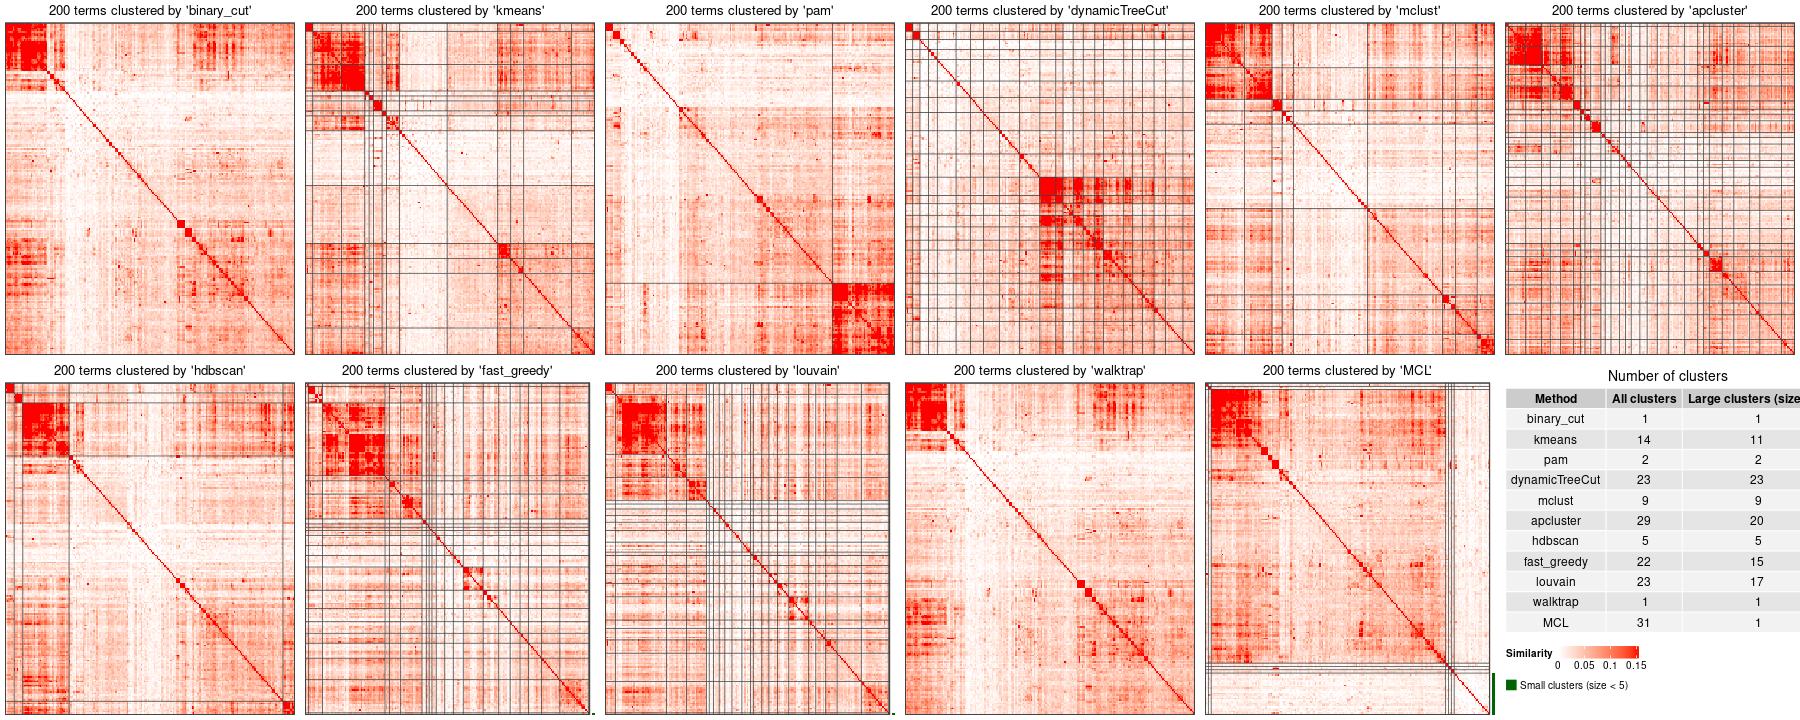 200 terms clustered by 'binary_cut'
200 terms clustered by 'kmeans'
200 terms clustered by 'pam'
200 terms clustered by 'dynamicTreeCut'
200 terms clustered by 'mclust'
200 terms clustered by 'apcluster'
200 terms clustered by 'hdbscan'
200 terms clustered by 'fast_greedy'
200 terms clustered by 'louvain'
200 terms clustered by 'walktrap'
200 terms clustered by 'MCL'
Number of clusters
Method All clusters Large clusters (size
binary_cut 1 1
kmeans 14 11
pam 2 2
dynamicTreeCut 23 23
mclust 9 9
apcluster 29 20
hdbscan 5 5
fast_greedy 22 15
louvain 23 17
walktrap 1 1
MCL 31 1
Similarity
0 0.05 0.1 0.15
Small clusters (size < 5)